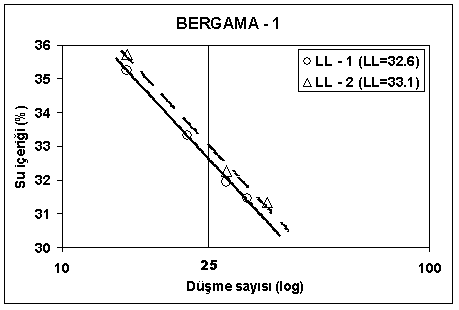 BERGAMA - 1
LL - 1 (LL=32.6)
LL - 2 (LL=33.1)
Su içeriği (%)
36
35
34
33
32
31
30
10
25
100
Düşme sayısı (log)